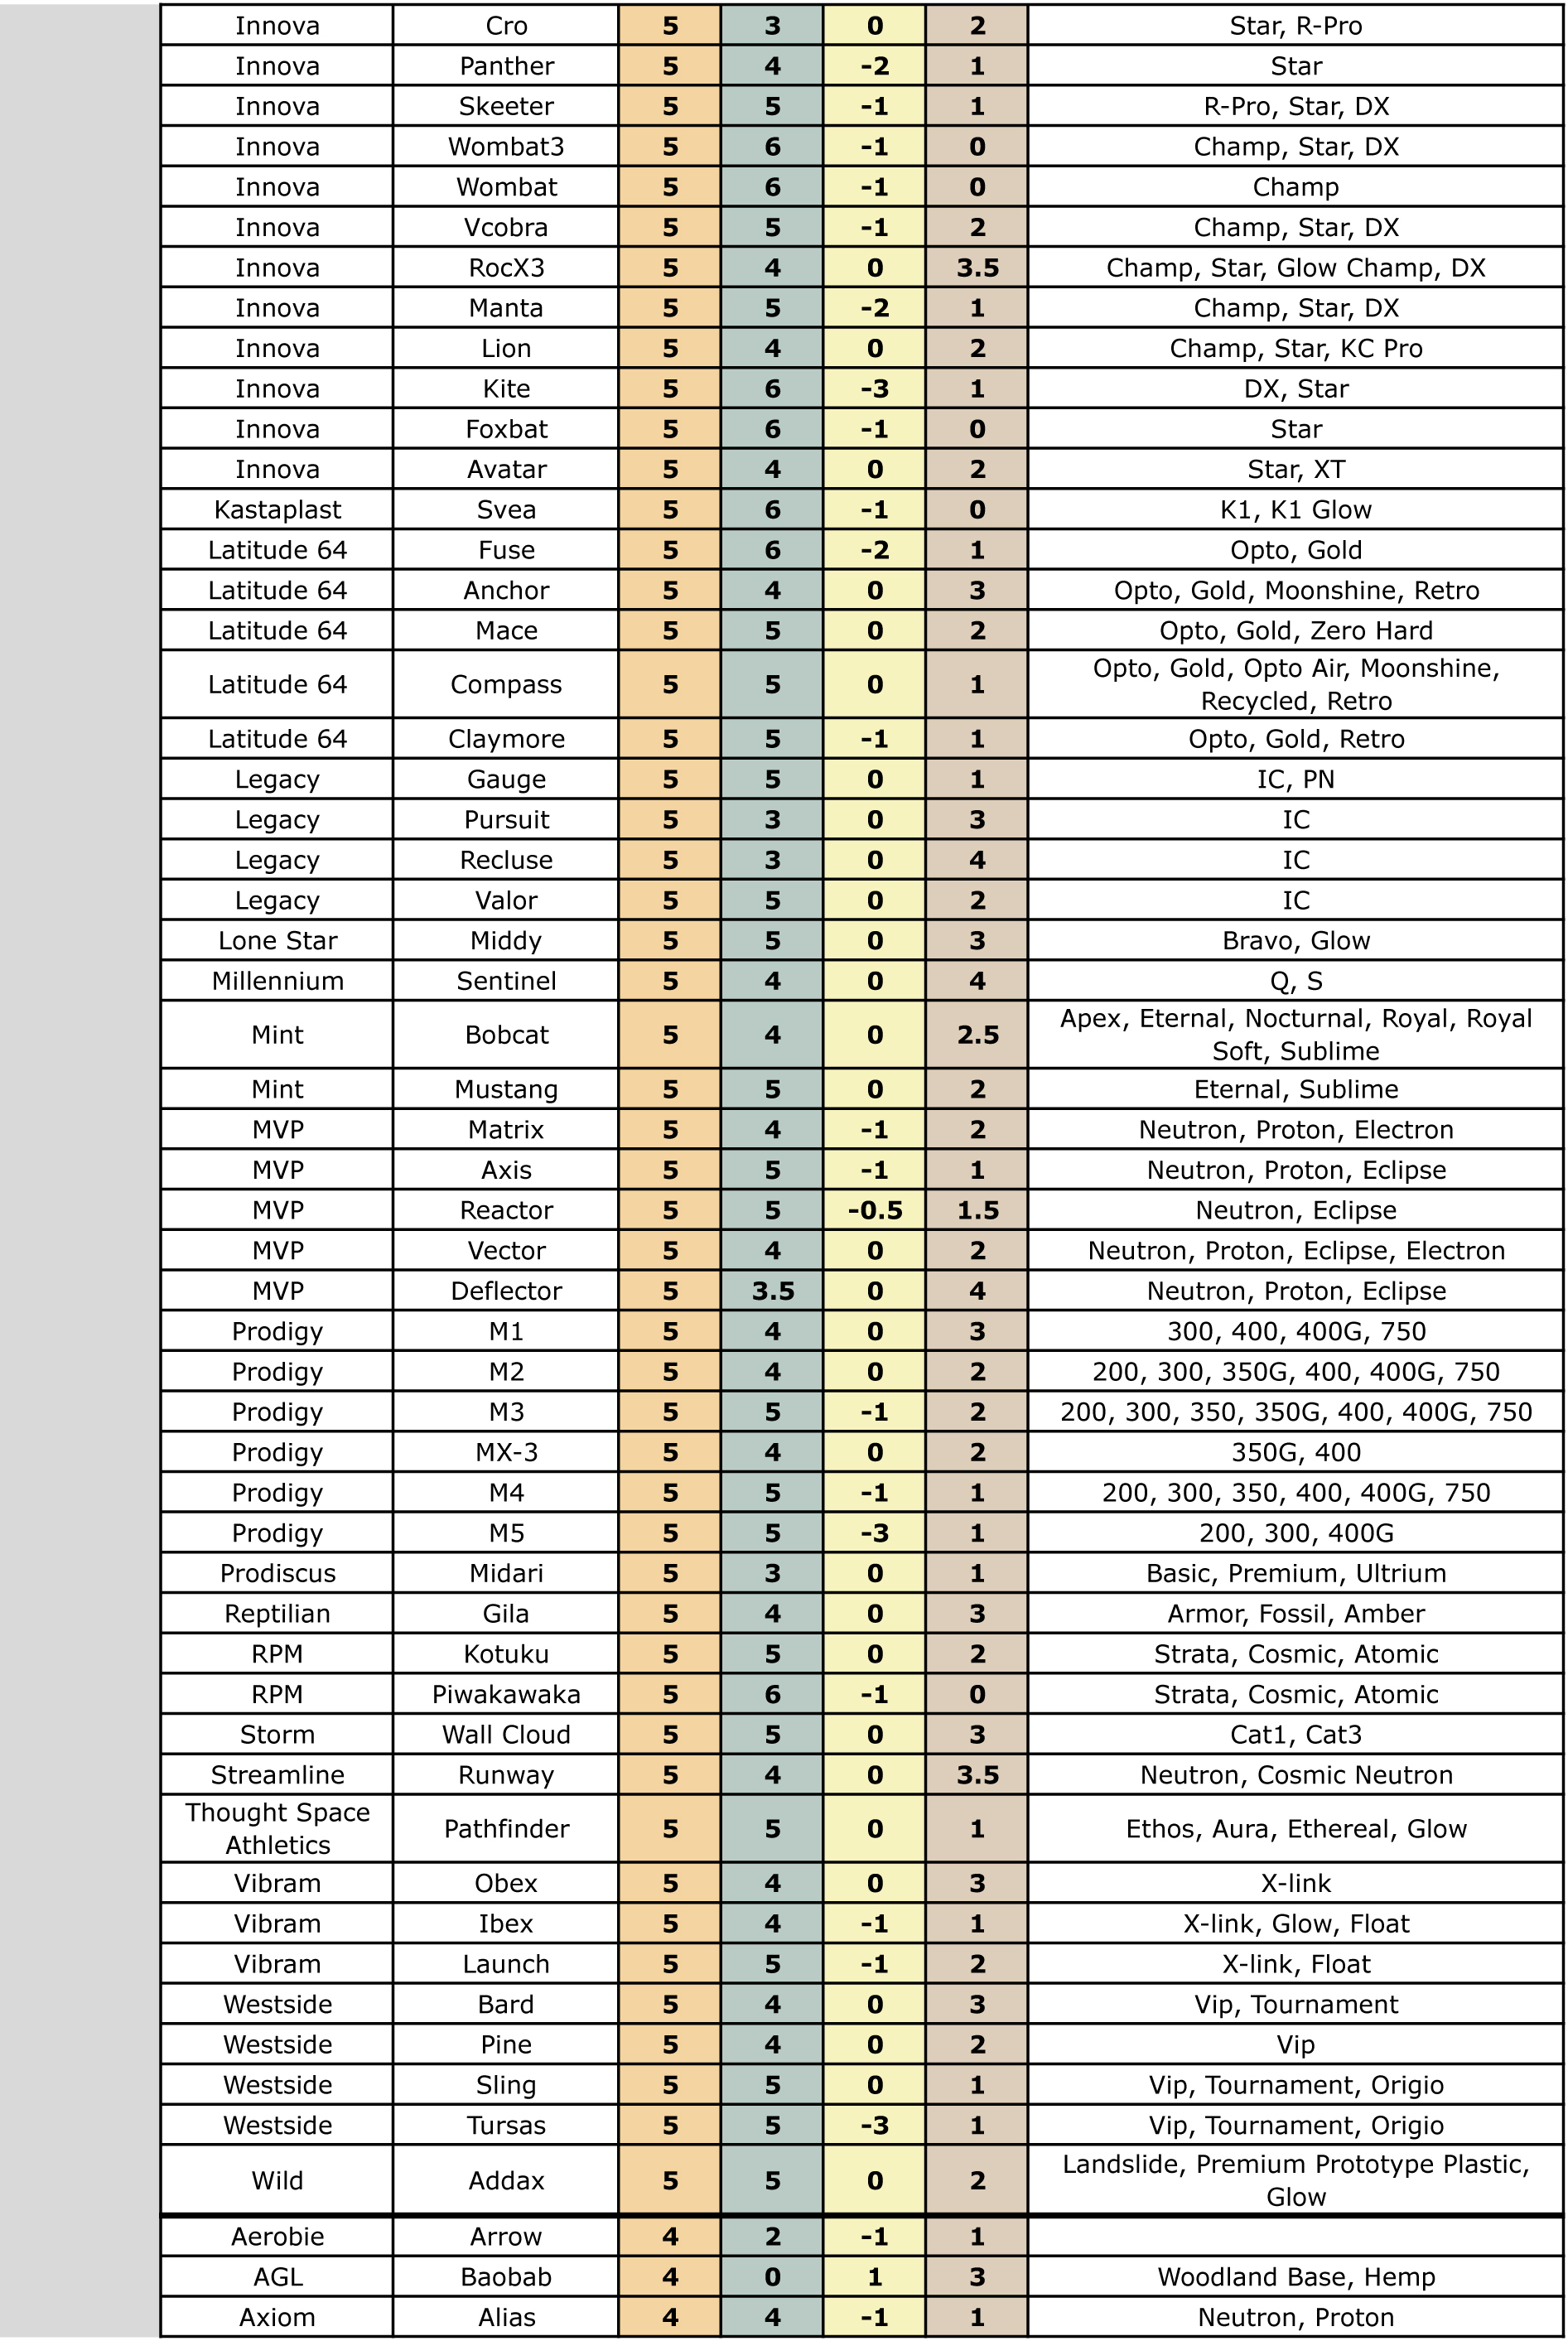 Innova Cro 5 3 0 2 Star, R-Pro
Innova Panther 5 4 -2 1 Star
Innova Skeeter 5 5 -1 1 R-Pro, Star, DX
Innova Wombat3 5 6 -1 0 Champ, Star, DX
Innova Wombat 5 6 -1 0 Champ
Innova Vcobra 5 5 -1 2 Champ, Star, DX
Innova RocX3 5 4 0 3.5 Champ, Star, Glow Champ, DX
Innova Manta 5 5 -2 1 Champ, Star, DX
Innova Lion 5 4 0 2 Champ, Star, KC Pro
Innova Kite 5 6 -3 1 DX, Star
Innova Foxbat 5 6 -1 0 Star
Innova Avatar 5 4 0 2 Star, XT
Kastaplast Svea 5 6 -1 0 K1, K1 Glow
Latitude 64 Fuse 5 6 -2 1 Opto, Gold
Latitude 64 Anchor 5 4 0 3 Opto, Gold, Moonshine, Retro
Latitude 64 Mace 5 5 0 2 Opto, Gold, Zero Hard
Latitude 64 Compass 5 5 0 1 Opto, Gold, Opto Air, Moonshine,
Recycled, Retro
Latitude 64 Claymore 5 5 -1 1 Opto, Gold, Retro
Legacy Gauge 5 5 0 1 IC, PN
Legacy Pursuit 5 3 0 3 IC
Legacy Recluse 5 3 0 4 IC
Legacy Valor 5 5 0 2 IC
Lone Star Middy 5 5 0 3 Bravo, Glow
Millennium Sentinel 5 4 0 4 Q, S
Mint Bobcat 5 4 0 2.5 Apex, Eternal, Nocturnal, Royal, Royal
Soft, Sublime
Mint Mustang 5 5 0 2 Eternal, Sublime
MVP Matrix 5 4 -1 2 Neutron, Proton, Electron
MVP Axis 5 5 -1 1 Neutron, Proton, Eclipse
MVP Reactor 5 5 -0.5 1.5 Neutron, Eclipse
MVP Vector 5 4 0 2 Neutron, Proton, Eclipse, Electron
MVP Deflector 5 3.5 0 4 Neutron, Proton, Eclipse
Prodigy M1 5 4 0 3 300, 400, 400G, 750
Prodigy M2 5 4 0 2 200, 300, 350G, 400, 400G, 750
Prodigy M3 5 5 -1 2 200, 300, 350, 350G, 400, 400G, 750
Prodigy MX-3 5 4 0 2 350G, 400
Prodigy M4 5 5 -1 1 200, 300, 350, 400, 400G, 750
Prodigy M5 5 5 -3 1 200, 300, 400G
Prodiscus Midari 5 3 0 1 Basic, Premium, Ultrium
Reptilian Gila 5 4 0 3 Armor, Fossil, Amber
RPM Kotuku 5 5 0 2 Strata, Cosmic, Atomic
RPM Piwakawaka 5 6 -1 0 Strata, Cosmic, Atomic
Storm Wall Cloud 5 5 0 3 Cat1, Cat3
Streamline Runway 5 4 0 3.5 Neutron, Cosmic Neutron
Thought Space
Athletics Pathfinder 5 5 0 1 Ethos, Aura, Ethereal, Glow
Vibram Obex 5 4 0 3 X-link
Vibram Ibex 5 4 -1 1 X-link, Glow, Float
Vibram Launch 5 5 -1 2 X-link, Float
Westside Bard 5 4 0 3 Vip, Tournament
Westside Pine 5 4 0 2 Vip
Westside Sling 5 5 0 1 Vip, Tournament, Origio
Westside Tursas 5 5 -3 1 Vip, Tournament, Origio
Wild Addax 5 5 0 2 Landslide, Premium Prototype Plastic,
Glow
Aerobie Arrow 4 2 -1 1
AGL Baobab 4 0 1 3 Woodland Base, Hemp
Axiom Alias 4 4 -1 1 Neutron, Proton